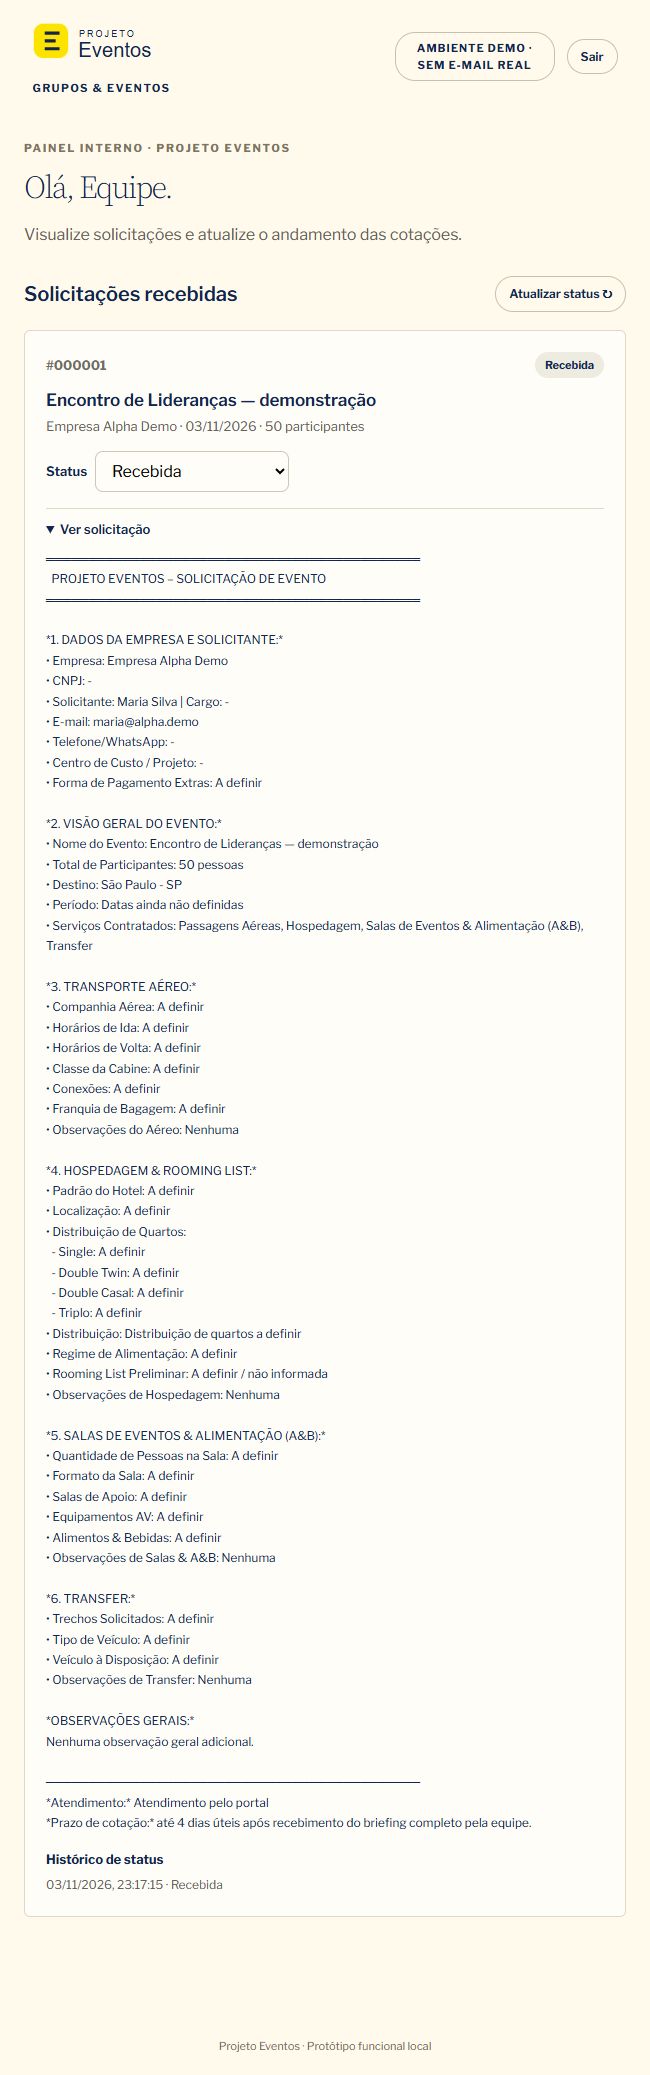 PROJETO
Eventos
GRUPOS & EVENTOS
AMBIENTE DEMO ·
SEM E-MAIL REAL
Sair
PAINEL INTERNO · PROJETO EVENTOS
Olá, Equipe.
Visualize solicitações e atualize o andamento das cotações.
Solicitações recebidas
Atualizar status ↻
#000001
Recebida
Encontro de Lideranças — demonstração
Empresa Alpha Demo · 03/11/2026 · 50 participantes
Status
Recebida
▼ Ver solicitação
PROJETO EVENTOS – SOLICITAÇÃO DE EVENTO
*1. DADOS DA EMPRESA E SOLICITANTE:*
• Empresa: Empresa Alpha Demo
• CNPJ: -
• Solicitante: Maria Silva | Cargo: -
• E-mail: maria@alpha.demo
• Telefone/WhatsApp: -
• Centro de Custo / Projeto: -
• Forma de Pagamento Extras: A definir
*2. VISÃO GERAL DO EVENTO:*
• Nome do Evento: Encontro de Lideranças — demonstração
• Total de Participantes: 50 pessoas
• Destino: São Paulo - SP
• Período: Datas ainda não definidas
• Serviços Contratados: Passagens Aéreas, Hospedagem, Salas de Eventos & Alimentação (A&B),
Transfer
*3. TRANSPORTE AÉREO:*
• Companhia Aérea: A definir
• Horários de Ida: A definir
• Horários de Volta: A definir
• Classe da Cabine: A definir
• Conexões: A definir
• Franquia de Bagagem: A definir
• Observações do Aéreo: Nenhuma
*4. HOSPEDAGEM & ROOMING LIST:*
• Padrão do Hotel: A definir
• Localização: A definir
• Distribuição de Quartos:
- Single: A definir
- Double Twin: A definir
- Double Casal: A definir
- Triplo: A definir
• Distribuição: Distribuição de quartos a definir
• Regime de Alimentação: A definir
• Rooming List Preliminar: A definir / não informada
• Observações de Hospedagem: Nenhuma
*5. SALAS DE EVENTOS & ALIMENTAÇÃO (A&B):*
• Quantidade de Pessoas na Sala: A definir
• Formato da Sala: A definir
• Salas de Apoio: A definir
• Equipamentos AV: A definir
• Alimentos & Bebidas: A definir
• Observações de Salas & A&B: Nenhuma
*6. TRANSFER:*
• Trechos Solicitados: A definir
• Tipo de Veículo: A definir
• Veículo à Disposição: A definir
• Observações de Transfer: Nenhuma
*OBSERVAÇÕES GERAIS:*
Nenhuma observação geral adicional.
*Atendimento:* Atendimento pelo portal
*Prazo de cotação:* até 4 dias úteis após recebimento do briefing completo pela equipe.
Histórico de status
03/11/2026, 23:17:15 · Recebida
Projeto Eventos · Protótipo funcional local